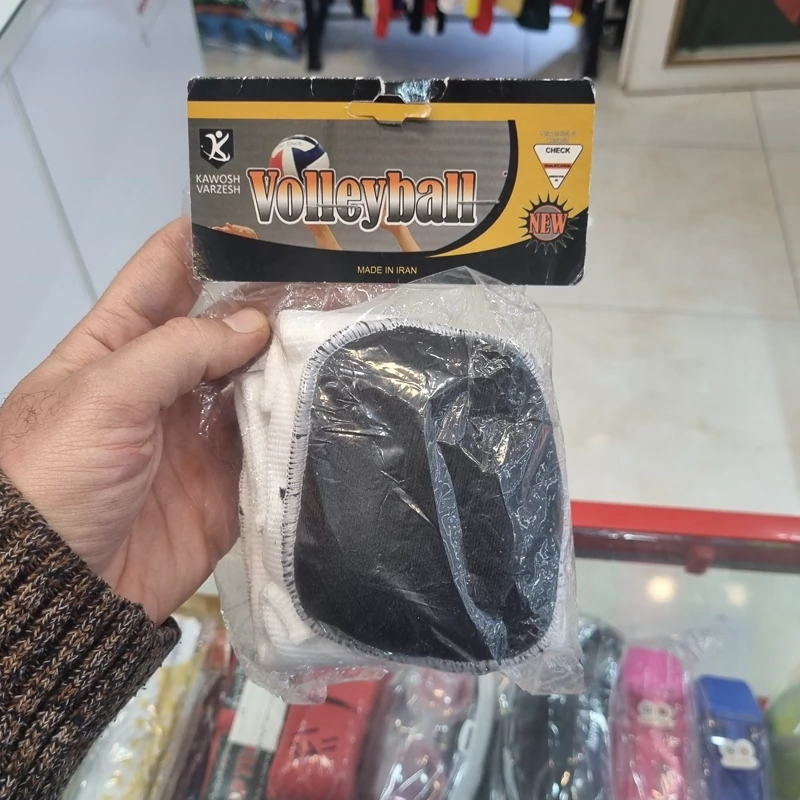 KAWOSH
VARZESH
Volleyball
CHECK
NEW
MADE IN IRAN